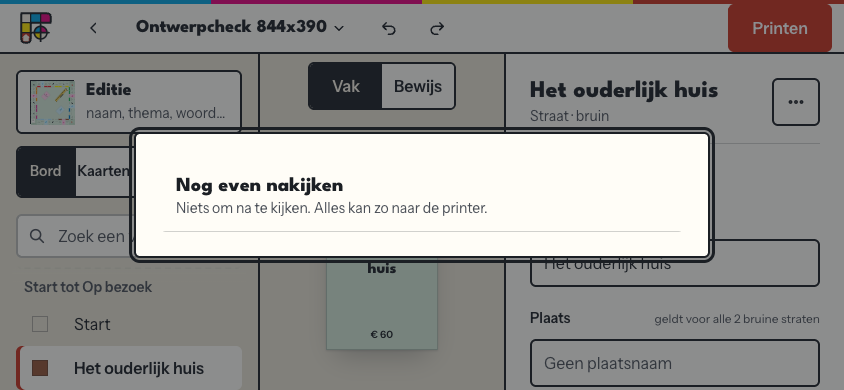 Ontwerpcheck 844x390
Printen
Editie
naam, thema, woord...
Vak
Bewijs
Het ouderlijk huis
Straat · bruin
Bord
Kaarten
Zoek een
Nog even nakijken
Niets om na te kijken. Alles kan zo naar de printer.
Het ouderlijk huis
huis
€ 60
Start tot Op bezoek
Start
Het ouderlijk huis
Plaats
geldt voor alle 2 bruine straten
Geen plaatsnaam